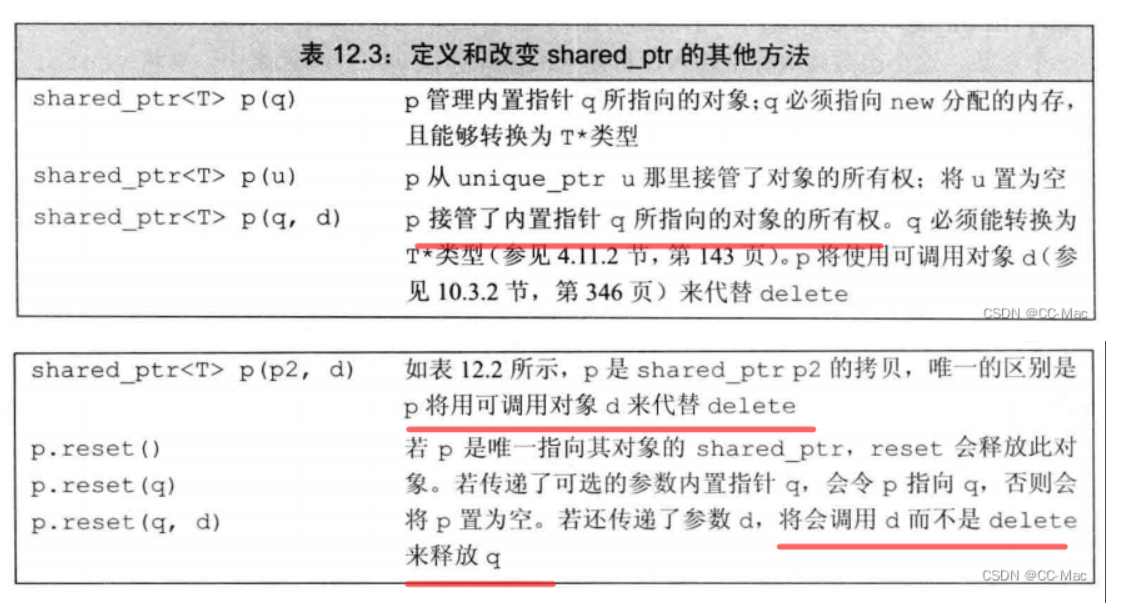 表 12.3：定义和改变 shared_ptr 的其他方法
shared_ptr<T> p(q) p 管理内置指针 q 所指向的对象;q 必须指向 new 分配的内存，
且能够转换为 T*类型
shared_ptr<T> p(u) p 从 unique_ptr u 那里接管了对象的所有权；将 u 置为空
shared_ptr<T> p(q, d) p 接管了内置指针 q 所指向的对象的所有权。q 必须能转换为
T*类型(参见 4.11.2 节，第 143 页)。p 将使用可调用对象 d(参
见 10.3.2 节，第 346 页）来代替 delete
CSDN @CC-Mac
shared_ptr<T> p(p2, d) 如表 12.2 所示，p 是 shared_ptr p2 的拷贝，唯一的区别是
p 将用可调用对象 d 来代替 delete
p.reset() 若 p 是唯一指向其对象的 shared_ptr，reset 会释放此对
p.reset(q) 象。若传递了可选的参数内置指针 q，会令 p 指向 q，否则会
p.reset(q, d) 将 p 置为空。若还传递了参数 d，将会调用 d 而不是 delete
来释放 q
CSDN @CC-Mac